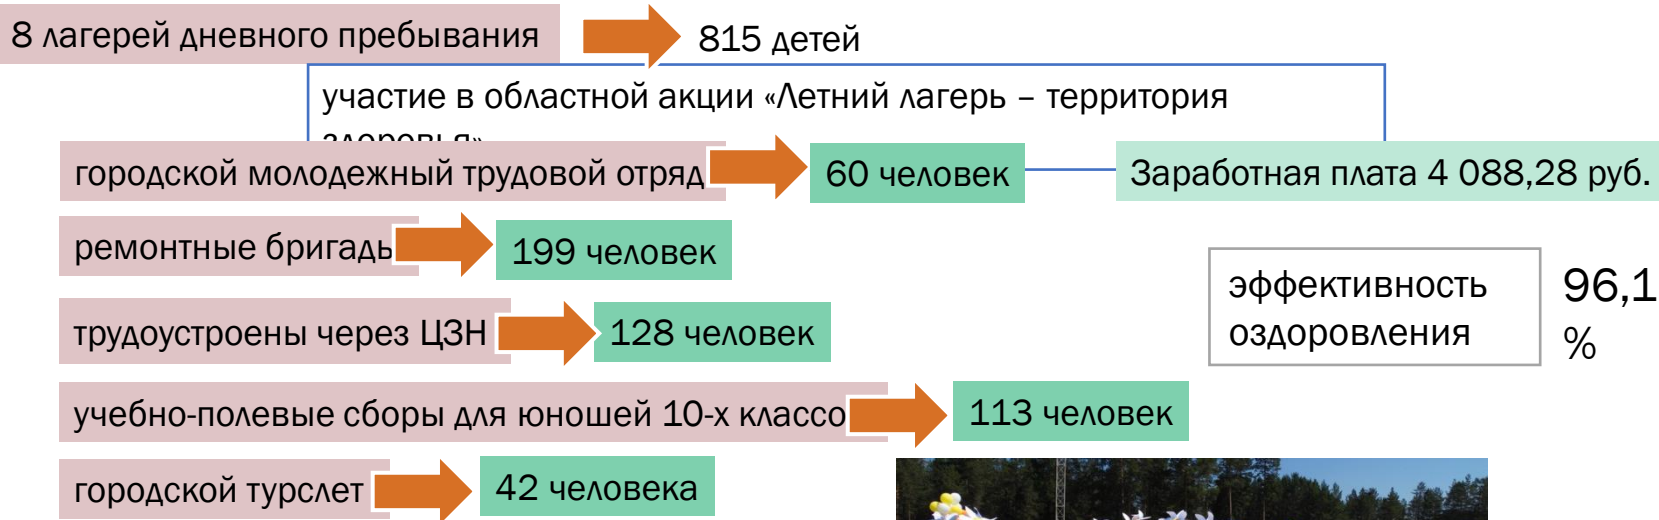 8 лагерей дневного пребывания
815 детей
участие в областной акции «Летний лагерь – территория
здоровья»
городской молодежный трудовой отряд
60 человек
Заработная плата 4 088,28 руб.
ремонтные бригады
199 человек
эффективность
оздоровления
96,1
%
трудоустроены через ЦЗН
128 человек
учебно-полевые сборы для юношей 10-х классо
113 человек
городской турслет
42 человека